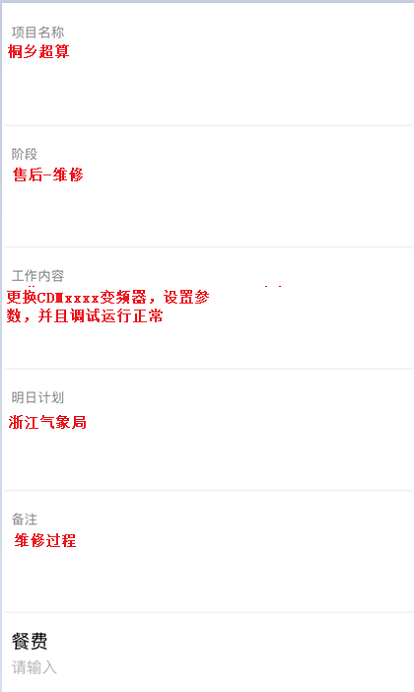 项目名称
桐乡超算
阶段
售后-维修
工作内容
更换CDMxxxx变频器，设置参
数，并且调试运行正常
明日计划
浙江气象局
备注
维修过程
餐费
请输入